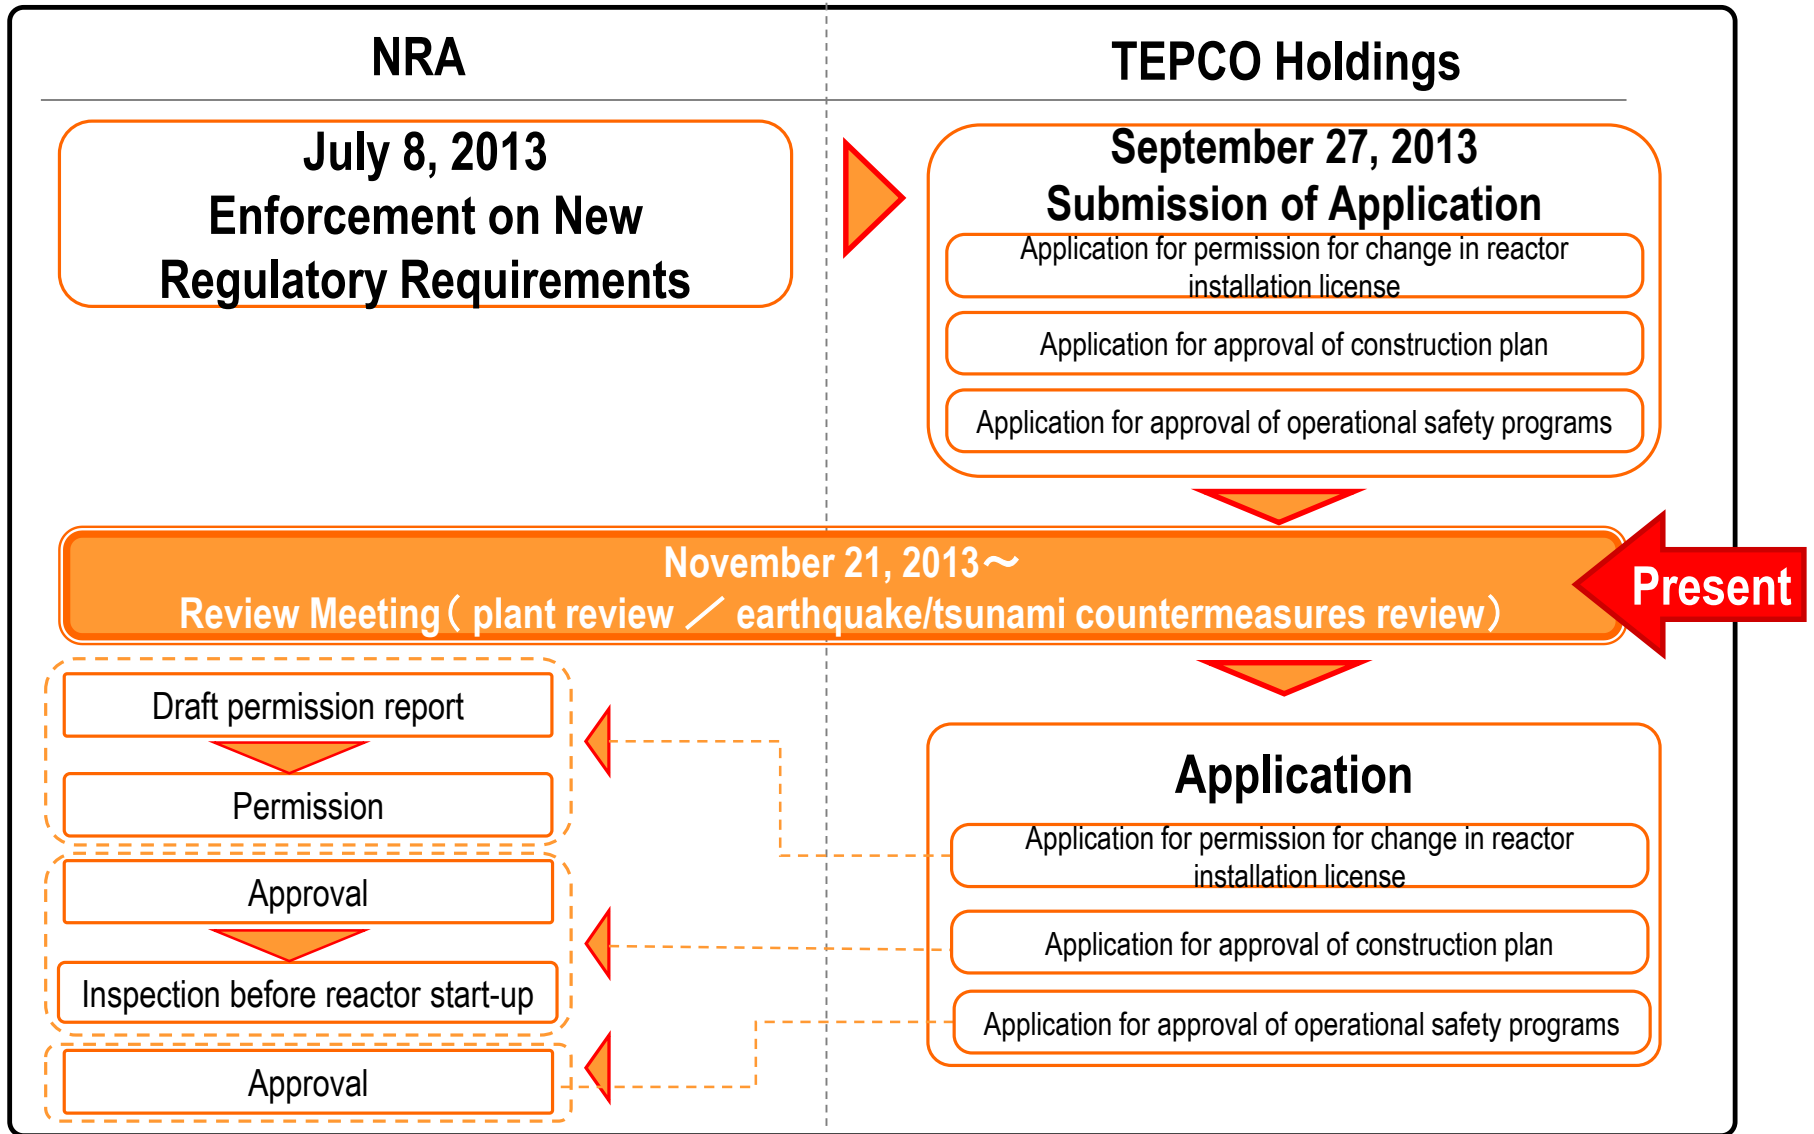 NRA
TEPCO Holdings
July 8, 2013
Enforcement on New
Regulatory Requirements
September 27, 2013
Submission of Application
Application for permission for change in reactor
installation license
Application for approval of construction plan
Application for approval of operational safety programs
November 21, 2013～
Review Meeting（ plant review ／ earthquake/tsunami countermeasures review）
Present
Draft permission report
Permission
Approval
Inspection before reactor start-up
Approval
Application
Application for permission for change in reactor
installation license
Application for approval of construction plan
Application for approval of operational safety programs